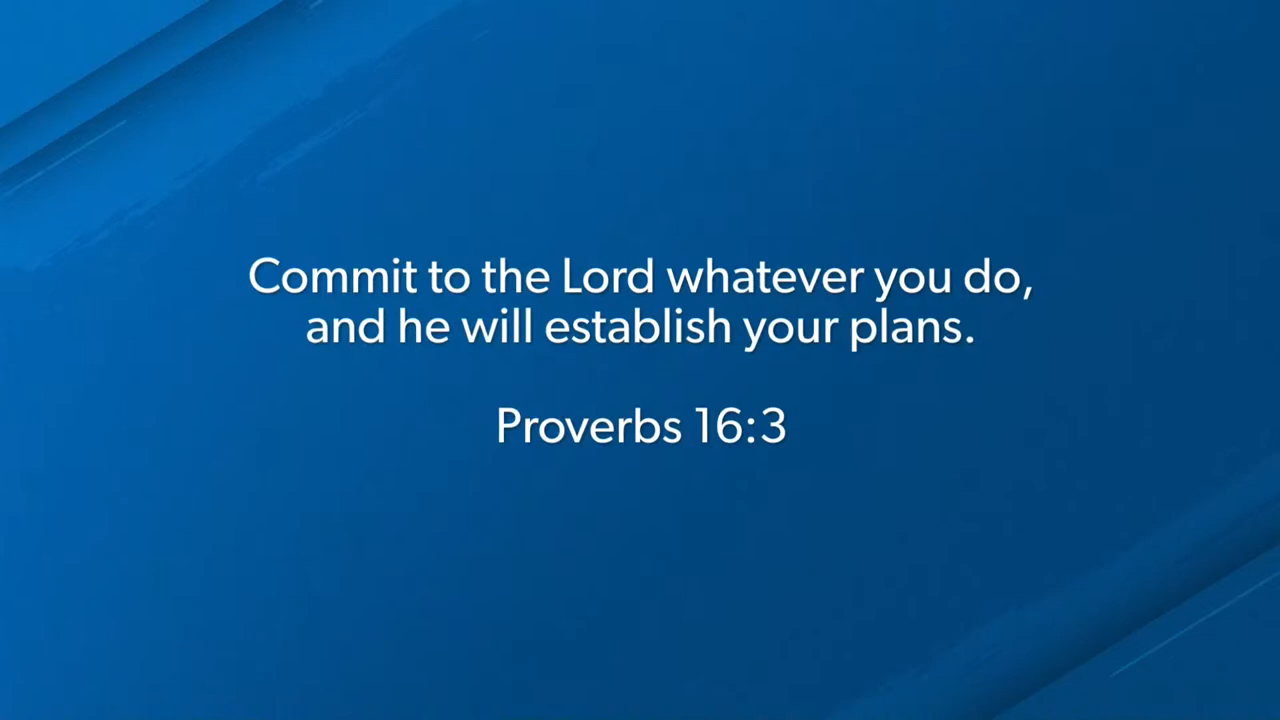 Commit to the Lord whatever you do,
and he will establish your plans.
Proverbs 16:3